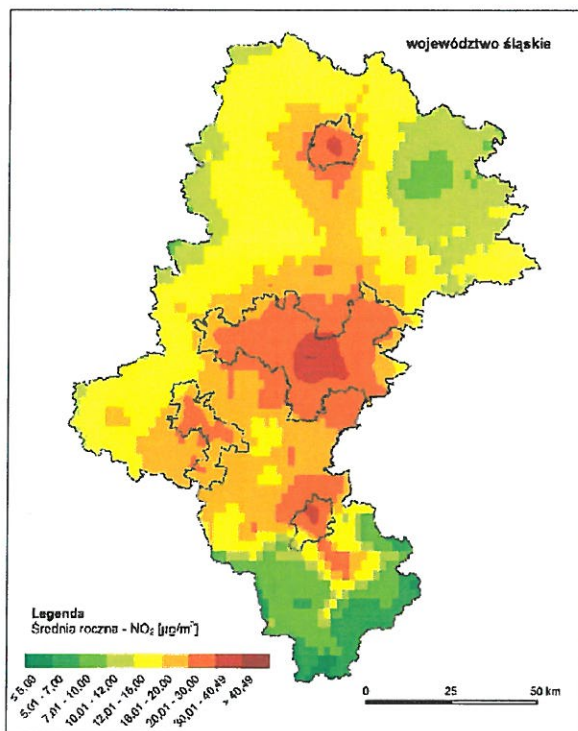 województwo śląskie
Legenda
Średnia roczna - NO₂ [µg/m³]
≤ 5,00
5,01 - 7,00
7,01 - 10,00
10,01 - 12,00
12,01 - 16,00
16,01 - 20,00
20,01 - 30,00
30,01 - 40,49
> 40,49
0 25 50 km